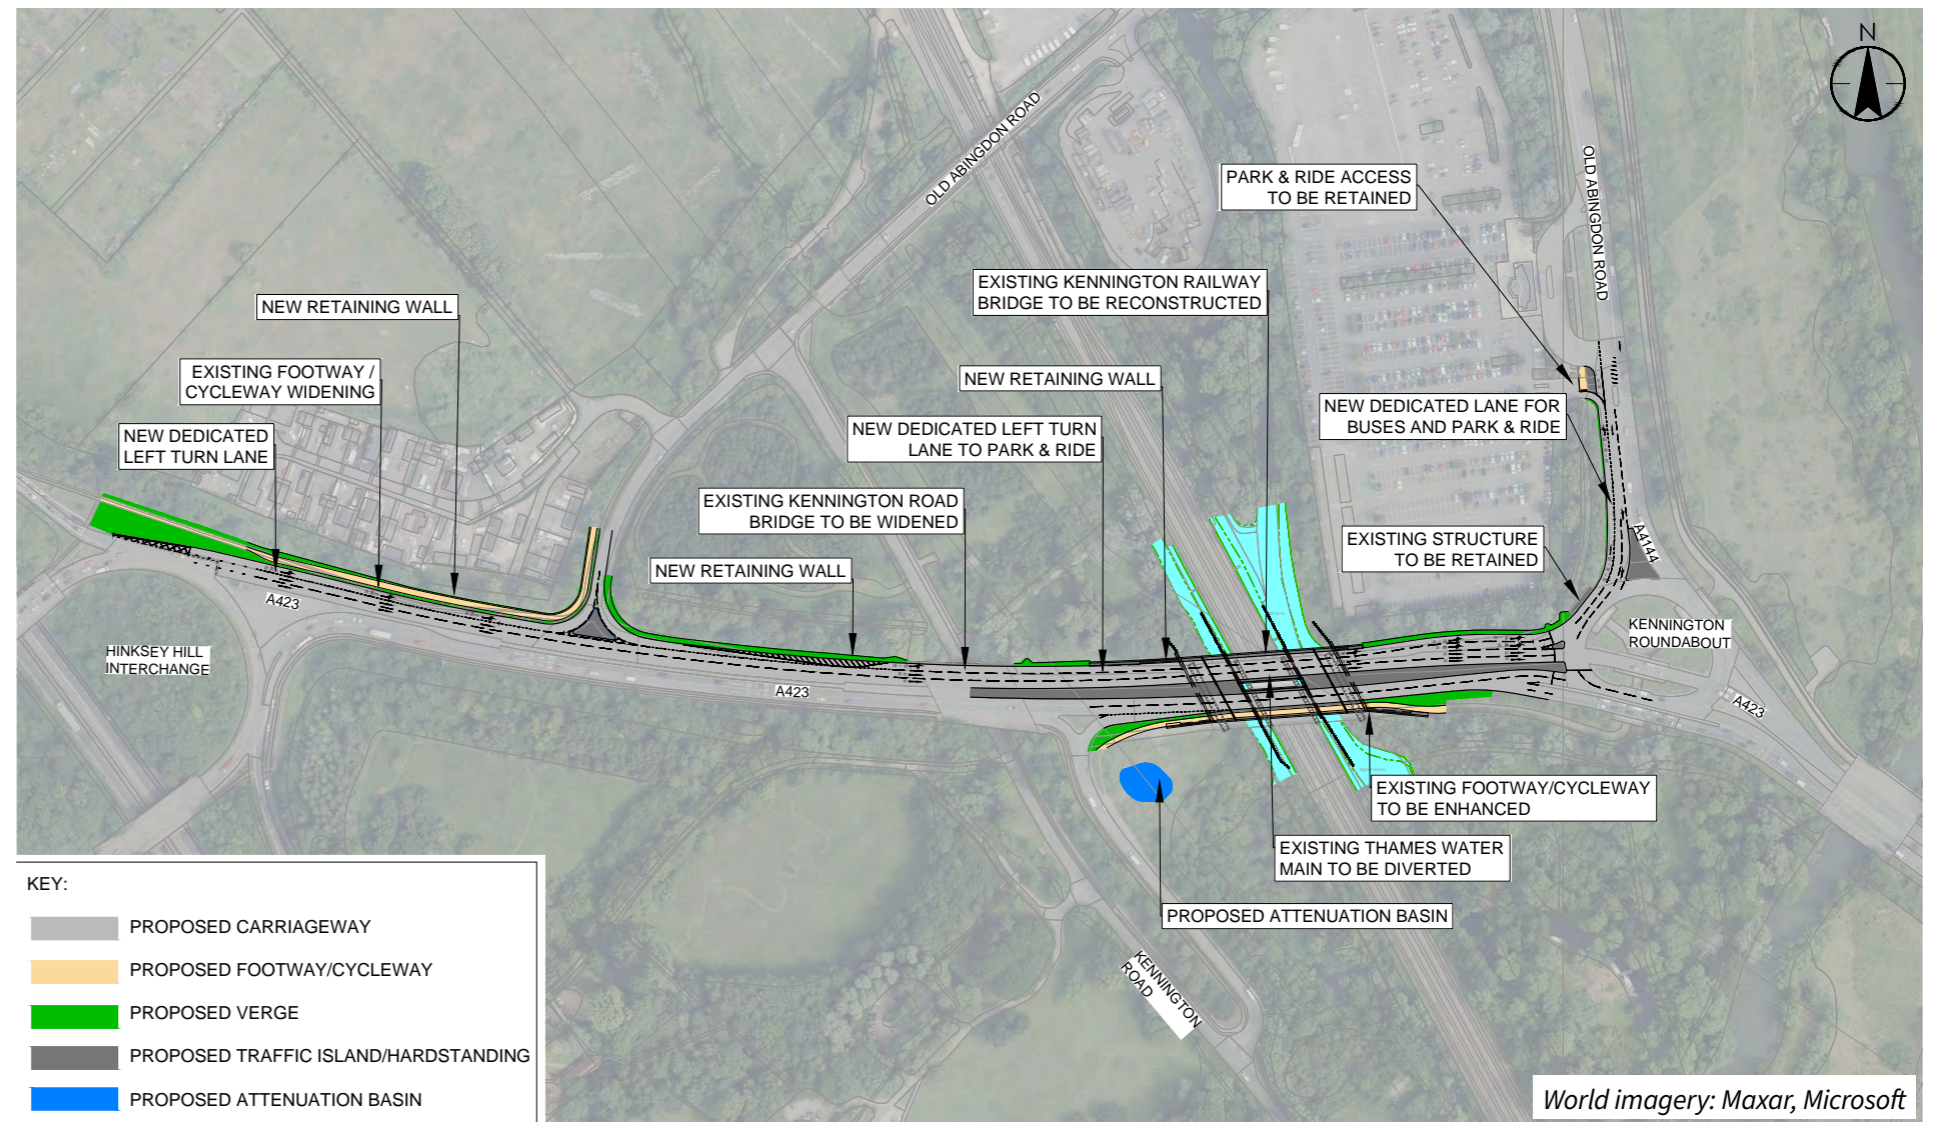 N
OLD ABINGDON ROAD
OLD ABINGDON ROAD
PARK & RIDE ACCESS
TO BE RETAINED
EXISTING KENNINGTON RAILWAY
BRIDGE TO BE RECONSTRUCTED
NEW RETAINING WALL
EXISTING FOOTWAY /
CYCLEWAY WIDENING
NEW RETAINING WALL
NEW DEDICATED LANE FOR
BUSES AND PARK & RIDE
NEW DEDICATED
LEFT TURN LANE
NEW DEDICATED LEFT TURN
LANE TO PARK & RIDE
EXISTING KENNINGTON ROAD
BRIDGE TO BE WIDENED
EXISTING STRUCTURE
TO BE RETAINED
A4144
NEW RETAINING WALL
A423
HINKSEY HILL
INTERCHANGE
KENNINGTON
ROUNDABOUT
A423
A423
EXISTING FOOTWAY/CYCLEWAY
TO BE ENHANCED
EXISTING THAMES WATER
MAIN TO BE DIVERTED
PROPOSED ATTENUATION BASIN
KENNINGTON
ROAD
KEY:
PROPOSED CARRIAGEWAY
PROPOSED FOOTWAY/CYCLEWAY
PROPOSED VERGE
PROPOSED TRAFFIC ISLAND/HARDSTANDING
PROPOSED ATTENUATION BASIN
World imagery: Maxar, Microsoft